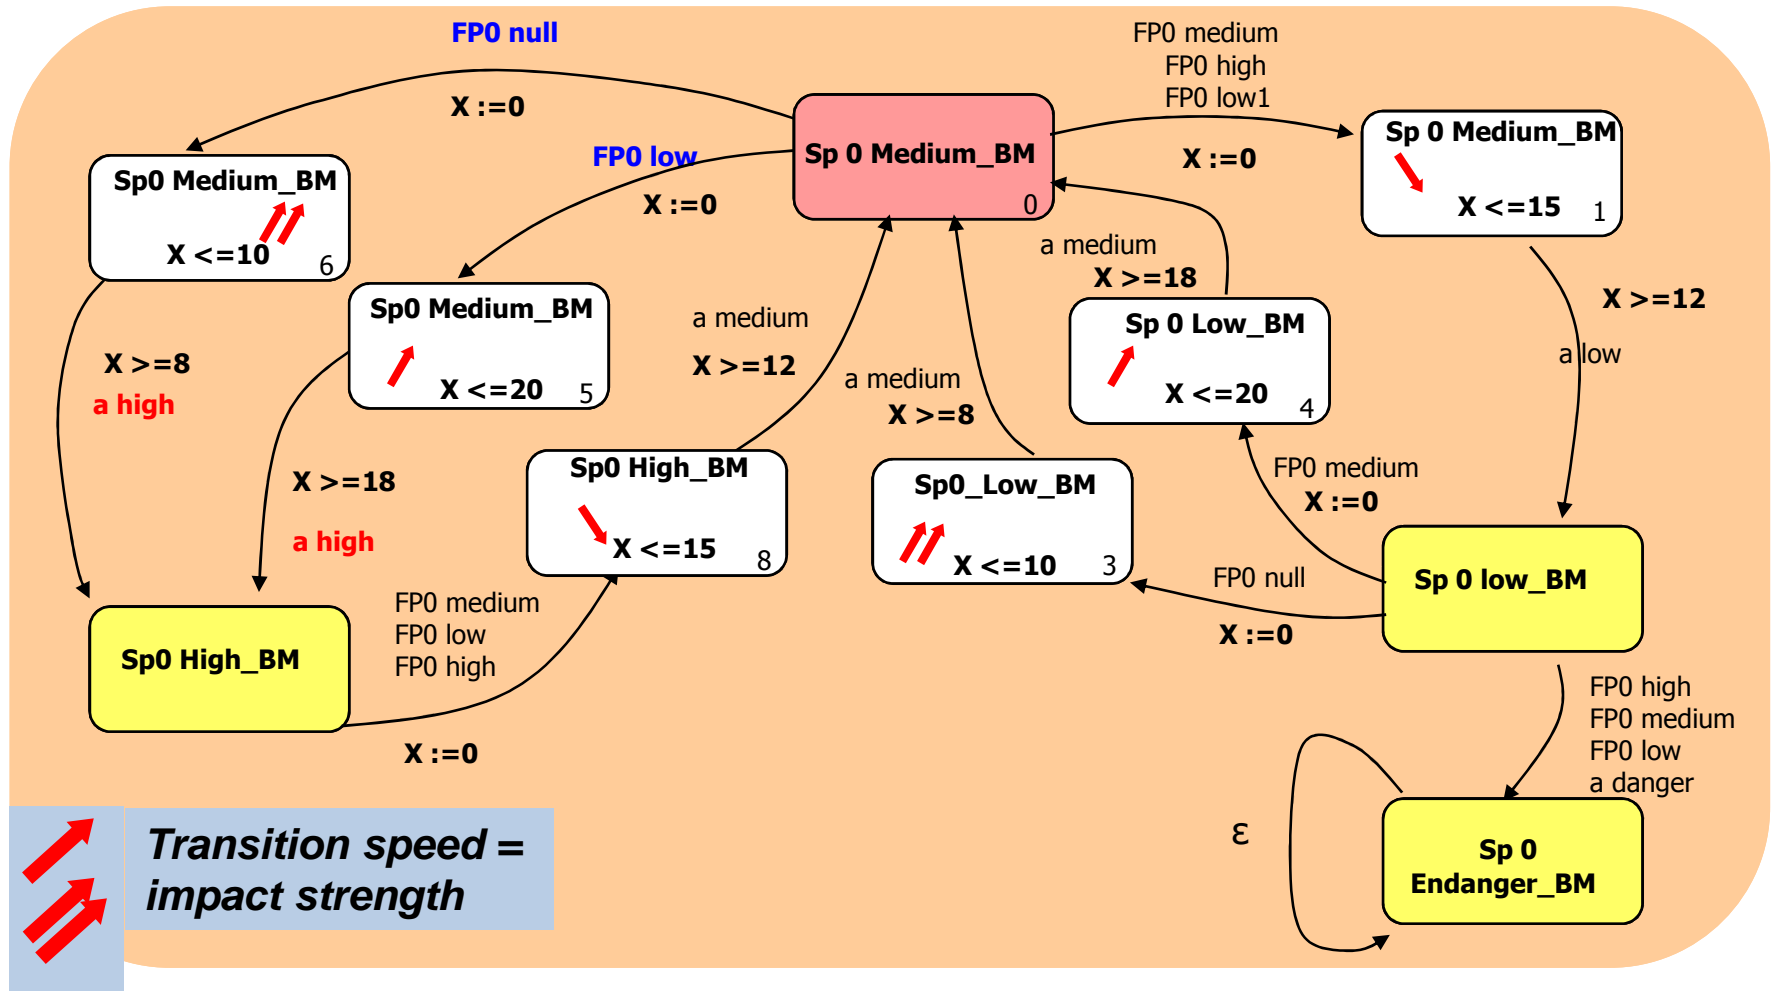 FP0 null
X :=0
FP0 low
X :=0
Sp 0 Medium_BM
0
FP0 medium
FP0 high
FP0 low1
X :=0
Sp 0 Medium_BM
X <=15
1
Sp0 Medium_BM
X <=10
6
Sp0 Medium_BM
X <=20
5
a medium
X >=18
Sp 0 Low_BM
X <=20
4
X >=12
a low
X >=8
a high
a medium
X >=12
a medium
X >=8
X >=18
a high
Sp0 High_BM
X <=15
8
Sp0_Low_BM
X <=10
3
FP0 medium
X :=0
FP0 null
X :=0
Sp 0 low_BM
Sp0 High_BM
FP0 medium
FP0 low
FP0 high
X :=0
FP0 high
FP0 medium
FP0 low
a danger
ε
Sp 0
Endanger_BM
Transition speed =
impact strength